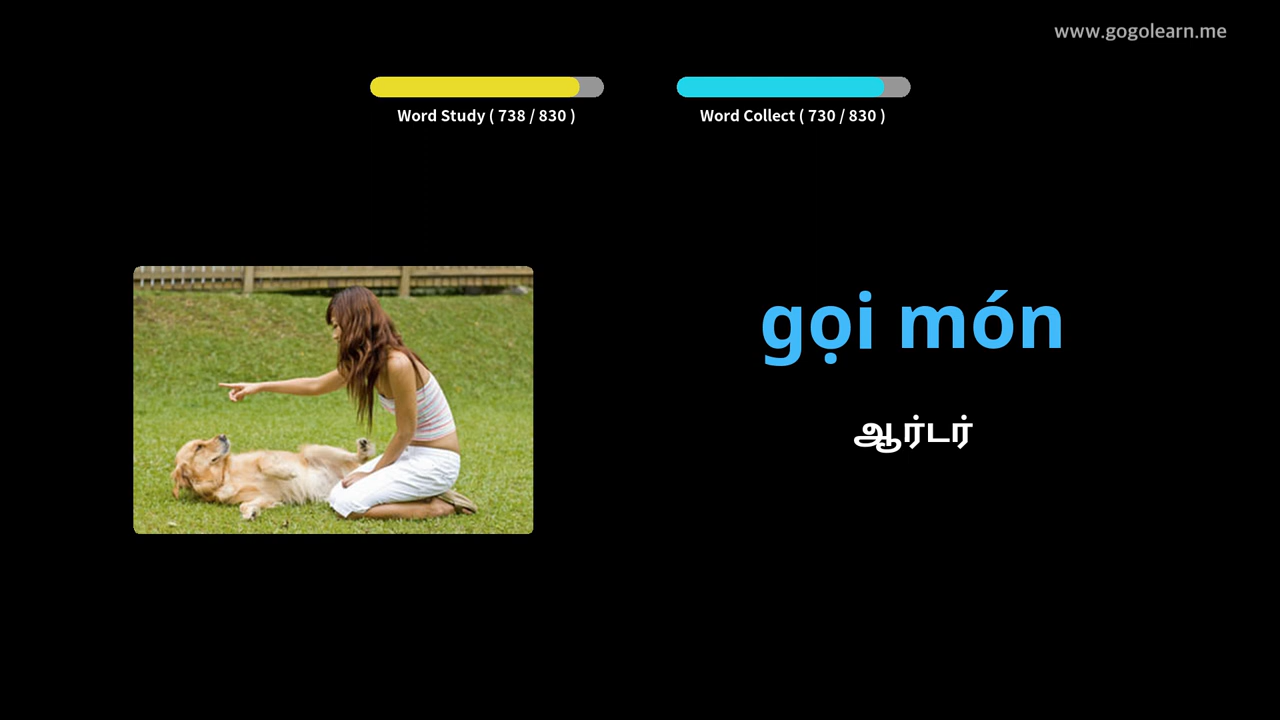 www.gogolearn.me
Word Study ( 738 / 830 )
Word Collect ( 730 / 830 )
gọi món
ஆர்டர்